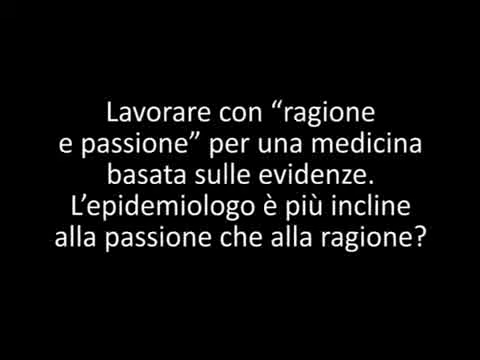 Lavorare con “ragione
e passione” per una medicina
basata sulle evidenze.
L’epidemiologo è più incline
alla passione che alla ragione?